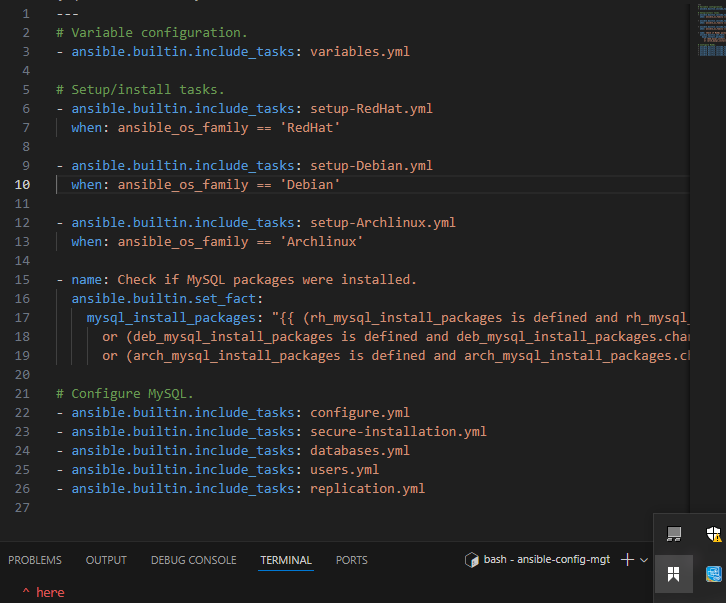 1 ---
2 # Variable configuration.
3 - ansible.builtin.include_tasks: variables.yml
4
5 # Setup/install tasks.
6 - ansible.builtin.include_tasks: setup-RedHat.yml
7 when: ansible_os_family == 'RedHat'
8
9 - ansible.builtin.include_tasks: setup-Debian.yml
10 when: ansible_os_family == 'Debian'
11
12 - ansible.builtin.include_tasks: setup-Archlinux.yml
13 when: ansible_os_family == 'Archlinux'
14
15 - name: Check if MySQL packages were installed.
16 ansible.builtin.set_fact:
17 mysql_install_packages: "{{ (rh_mysql_install_packages is defined and rh_mysql_
18 or (deb_mysql_install_packages is defined and deb_mysql_install_packages.cha
19 or (arch_mysql_install_packages is defined and arch_mysql_install_packages.c
20
21 # Configure MySQL.
22 - ansible.builtin.include_tasks: configure.yml
23 - ansible.builtin.include_tasks: secure-installation.yml
24 - ansible.builtin.include_tasks: databases.yml
25 - ansible.builtin.include_tasks: users.yml
26 - ansible.builtin.include_tasks: replication.yml
27
PROBLEMS OUTPUT DEBUG CONSOLE TERMINAL PORTS bash - ansible-config-mgt
^ here